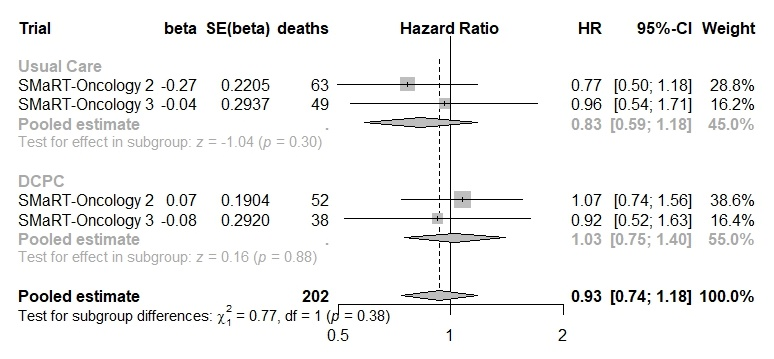 Trial beta SE(beta) deaths Hazard Ratio HR 95%-CI Weight
Usual Care
SMaRT-Oncology 2 -0.27 0.2205 63 0.77 [0.50; 1.18] 28.8%
SMaRT-Oncology 3 -0.04 0.2937 49 0.96 [0.54; 1.71] 16.2%
Pooled estimate . 0.83 [0.59; 1.18] 45.0%
Test for effect in subgroup: z = -1.04 (p = 0.30)
DCPC
SMaRT-Oncology 2 0.07 0.1904 52 1.07 [0.74; 1.56] 38.6%
SMaRT-Oncology 3 -0.08 0.2920 38 0.92 [0.52; 1.63] 16.4%
Pooled estimate . 1.03 [0.75; 1.40] 55.0%
Test for effect in subgroup: z = 0.16 (p = 0.88)
Pooled estimate 202 0.93 [0.74; 1.18] 100.0%
Test for subgroup differences: χ²₁ = 0.77, df = 1 (p = 0.38)
0.5 1 2